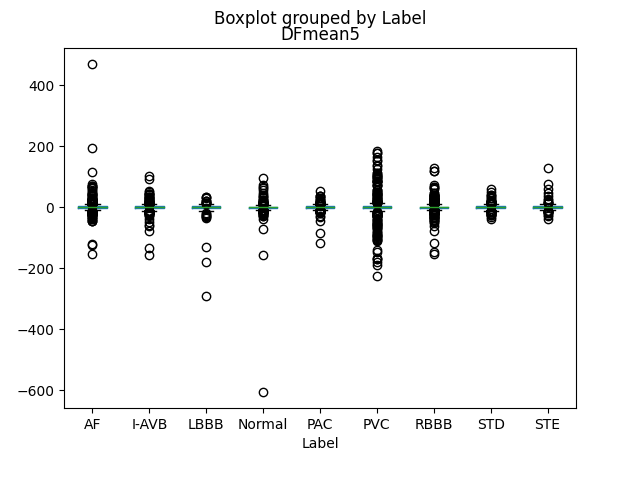 Boxplot grouped by Label
DFmean5
400
200
0
−200
−400
−600
AF I-AVB LBBB Normal PAC PVC RBBB STD STE
Label